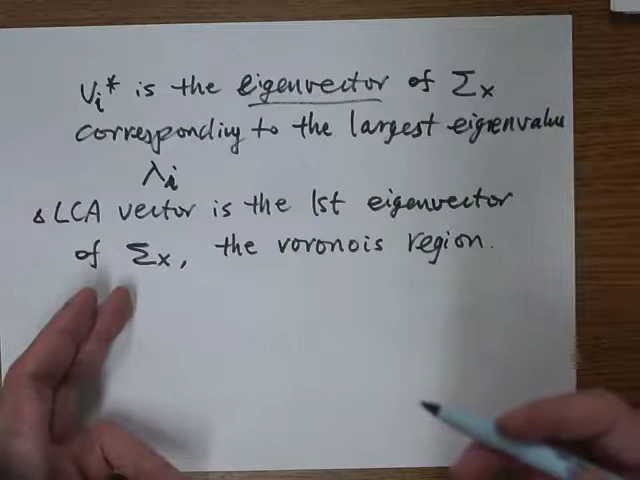 Vi* is the eigenvector of Σx
corresponding to the largest eigenvalue
λi
LCA vector is the 1st eigenvector
of Σx, the voronois region.